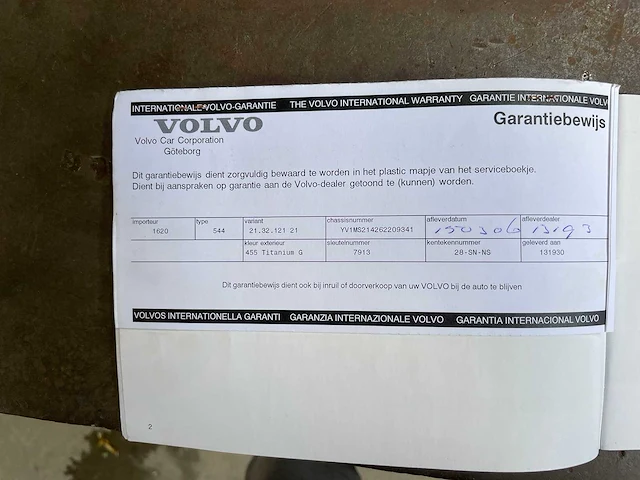 INTERNATIONALE VOLVO-GARANTIE THE VOLVO INTERNATIONAL WARRANTY GARANTIE INTERNATIONALE VOLV
VOLVO
Garantiebewijs
Volvo Car Corporation
Göteborg
Dit garantiebewijs dient zorgvuldig bewaard te worden in het plastic mapje van het serviceboekje.
Dient bij aanspraken op garantie aan de Volvo-dealer getoond te (kunnen) worden.
importeur type variant chassisnummer afleverdatum afleverdealer
1620 544 21.32.121 21 YV1MS214262209341 150306 13193
kleur exterieur sleutelnummer kentekennummer geleverd aan
455 Titanium G 7913 28-SN-NS 131930
Dit garantiebewijs dient ook bij inruil of doorverkoop van uw VOLVO bij de auto te blijven
VOLVOS INTERNATIONELLA GARANTI GARANZIA INTERNAZIONALE VOLVO GARANTIA INTERNACIONAL VOLVO
2